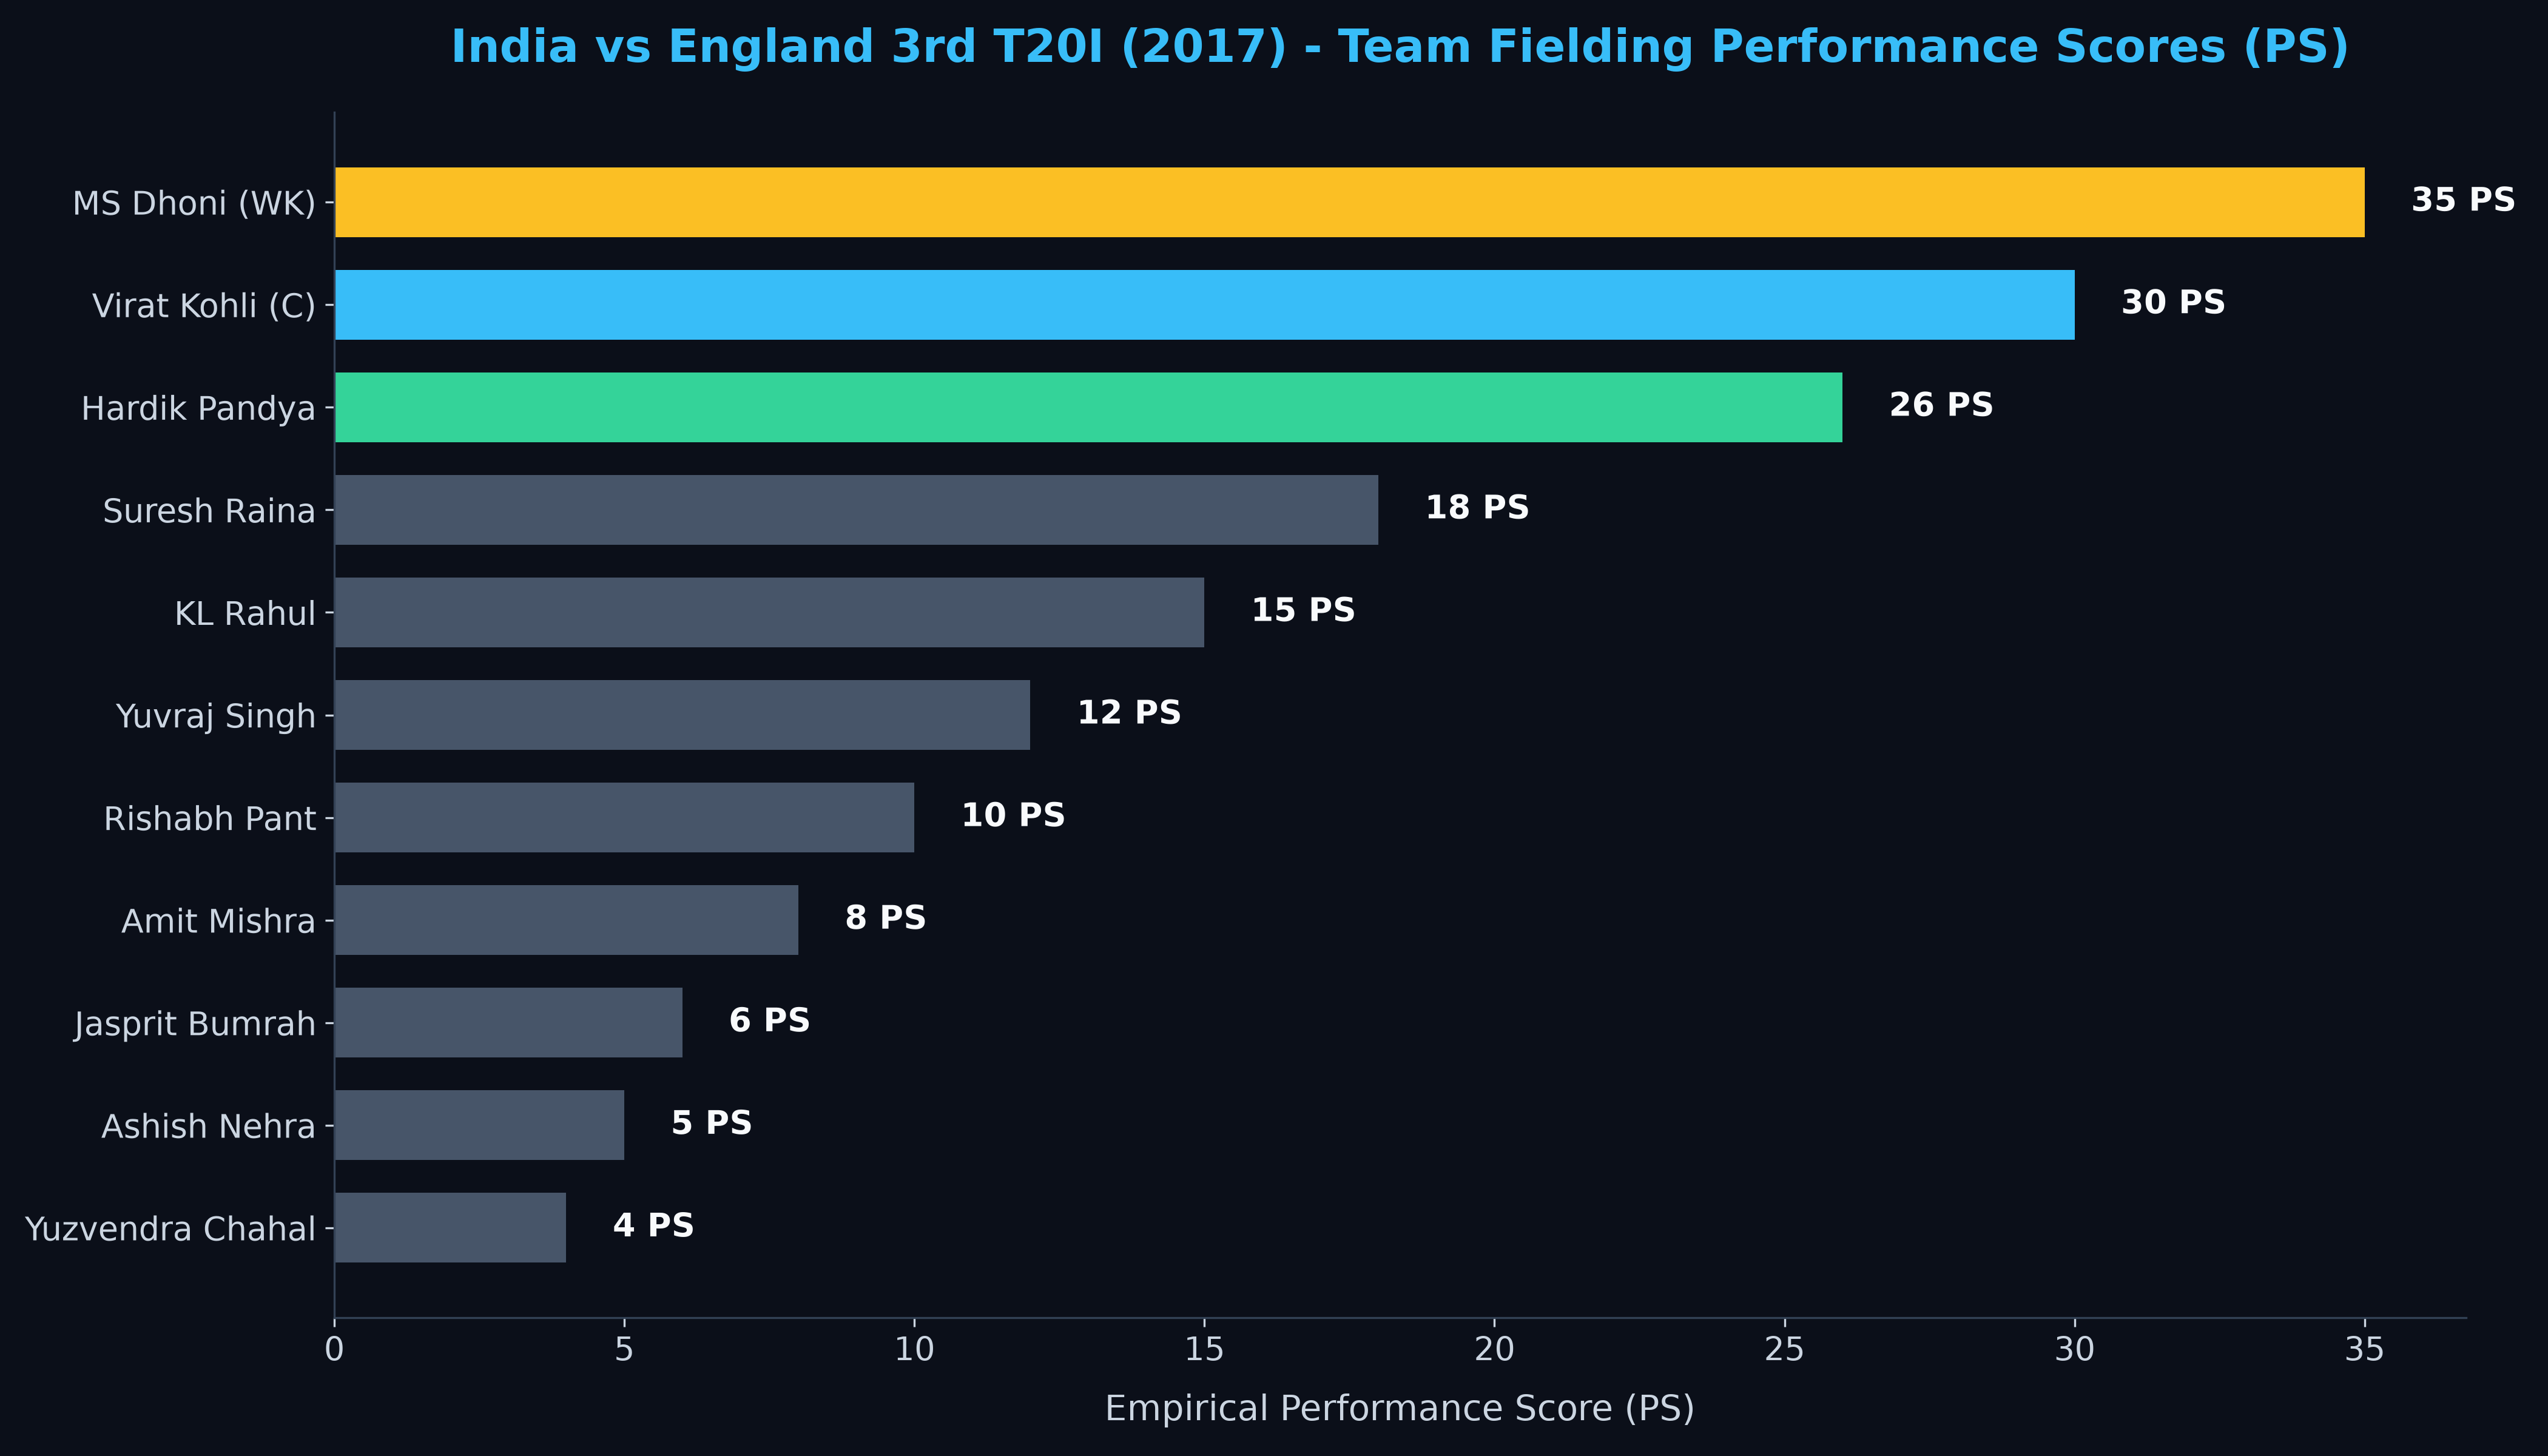 India vs England 3rd T20I (2017) - Team Fielding Performance Scores (PS)
MS Dhoni (WK) 35 PS
Virat Kohli (C) 30 PS
Hardik Pandya 26 PS
Suresh Raina 18 PS
KL Rahul 15 PS
Yuvraj Singh 12 PS
Rishabh Pant 10 PS
Amit Mishra 8 PS
Jasprit Bumrah 6 PS
Ashish Nehra 5 PS
Yuzvendra Chahal 4 PS
0 5 10 15 20 25 30 35
Empirical Performance Score (PS)